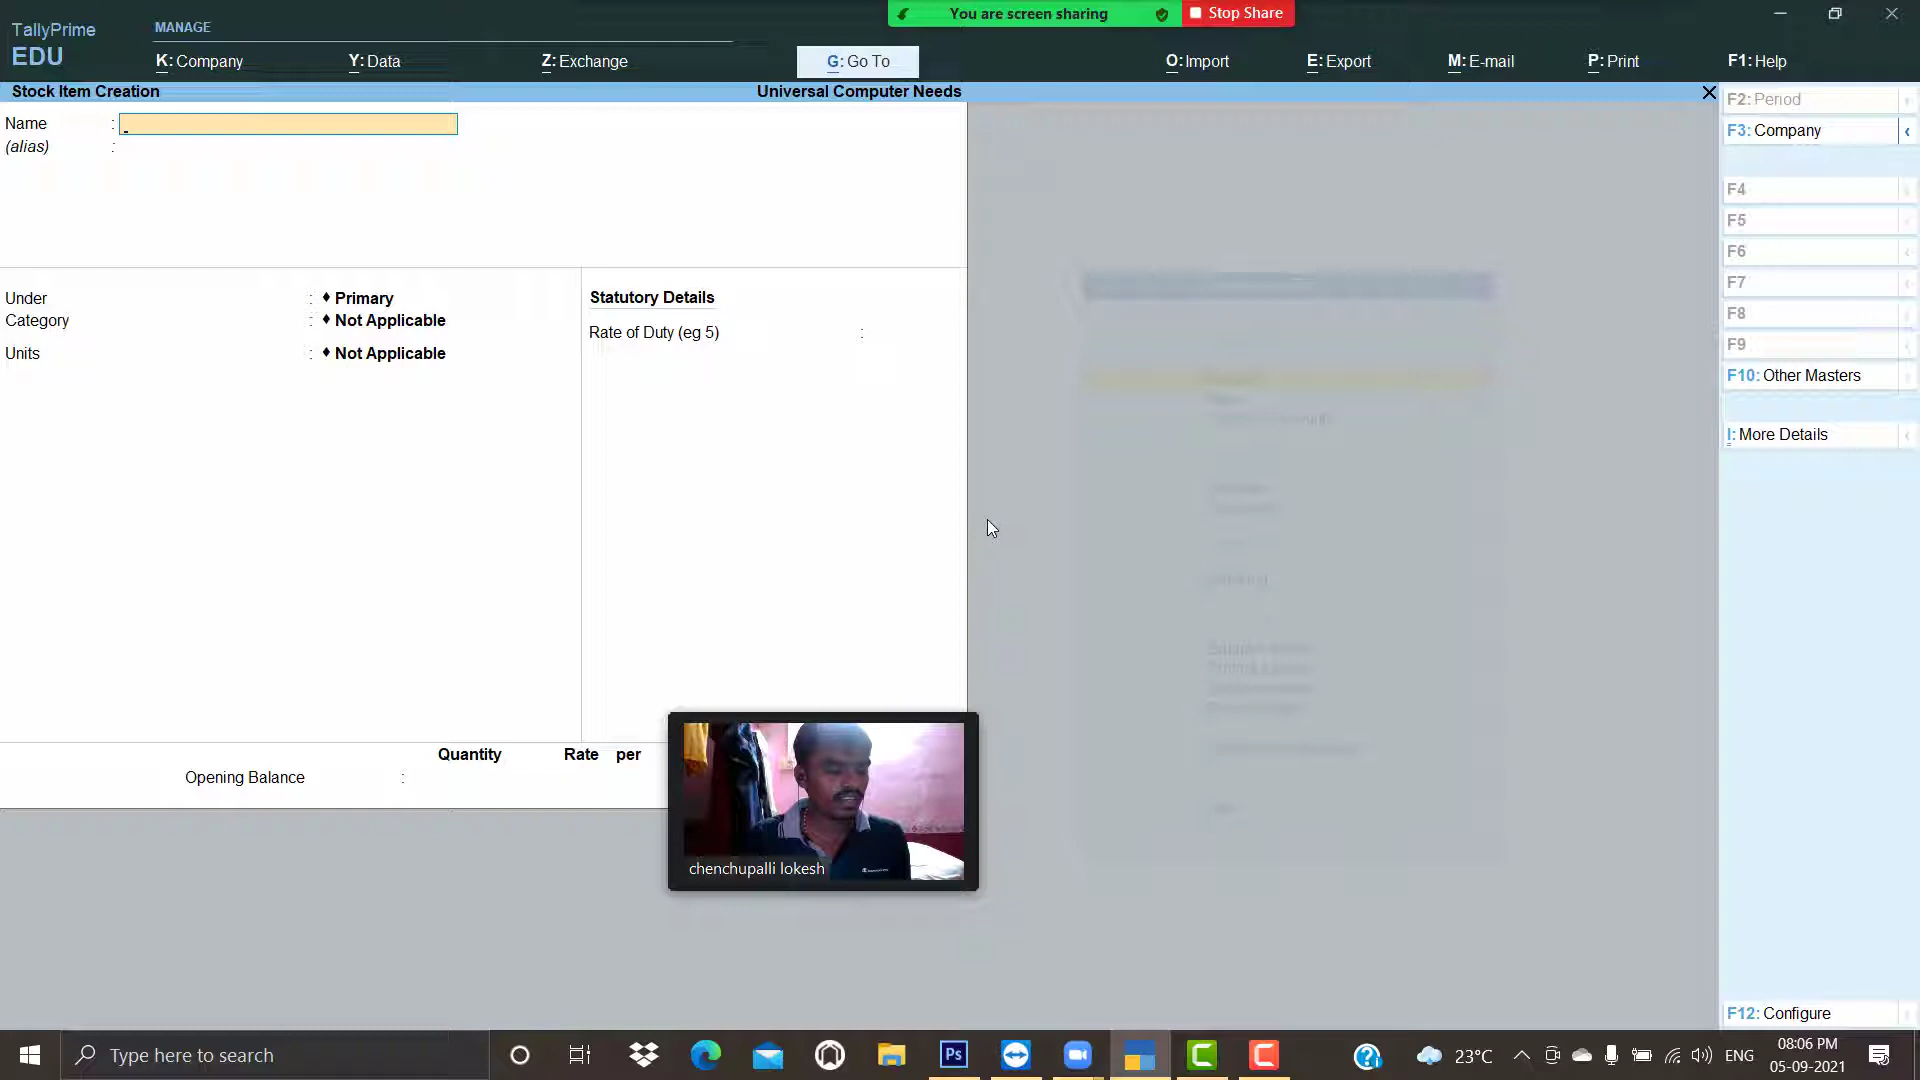 You are screen sharing
Stop Share
TallyPrime
EDU
MANAGE
K: Company
Y: Data
Z: Exchange
G: Go To
O: Import
E: Export
M: E-mail
P: Print
F1: Help
Stock Item Creation
Universal Computer Needs
Name :
(alias) :
Under : ♦ Primary
Category : ♦ Not Applicable
Units : ♦ Not Applicable
Statutory Details
Rate of Duty (eg 5) :
Quantity Rate per
Opening Balance :
chenchupalli lokesh
F2: Period
F3: Company
F4
F5
F6
F7
F8
F9
F10: Other Masters
I: More Details
F12: Configure
Type here to search
Ps
23°C
ENG
08:06 PM
05-09-2021